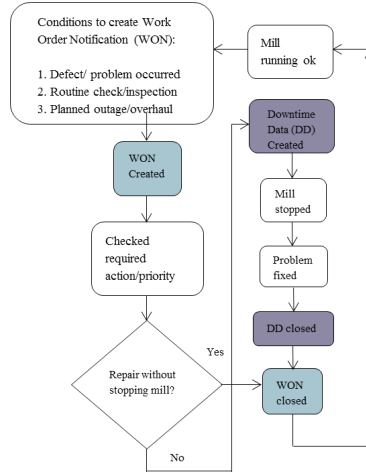 Conditions to create Work
Order Notification (WON):
1. Defect/ problem occurred
2. Routine check/inspection
3. Planned outage/overhaul
Mill
running ok
Downtime
Data (DD)
Created
WON
Created
Mill
stopped
Checked
required
action/priority
Problem
fixed
DD closed
Yes
Repair without
stopping mill?
WON
closed
No